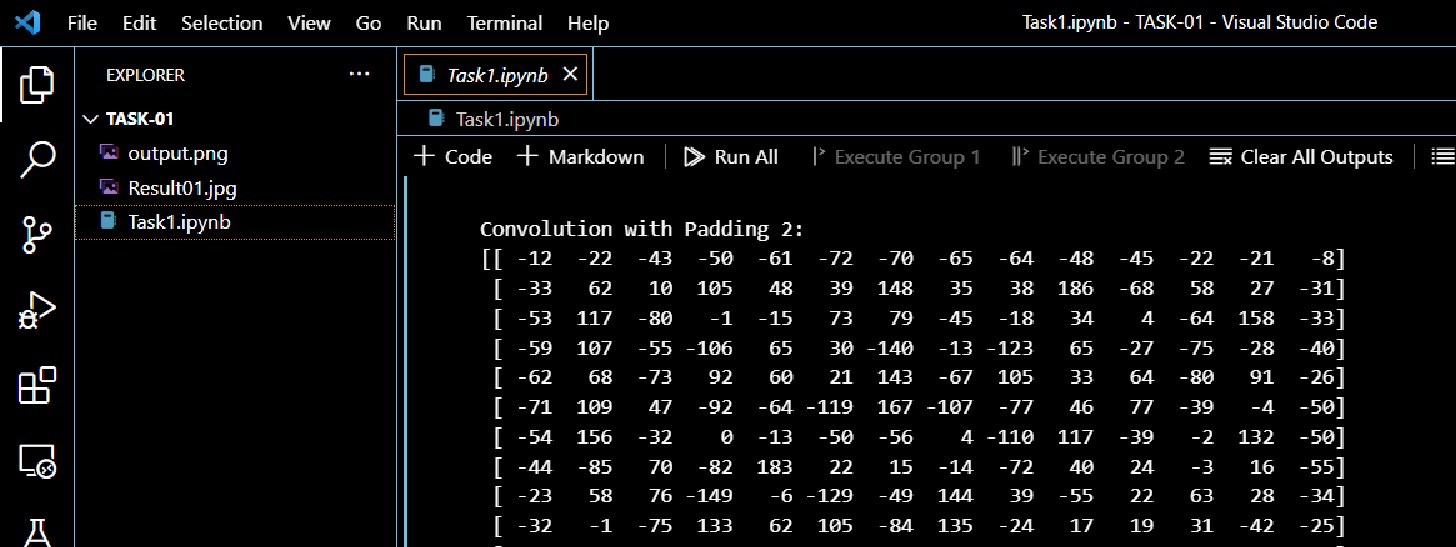 File Edit Selection View Go Run Terminal Help
Task1.ipynb - TASK-01 - Visual Studio Code
EXPLORER
TASK-01
output.png
Result01.jpg
Task1.ipynb
Task1.ipynb
Task1.ipynb
+ Code + Markdown Run All Execute Group 1 Execute Group 2 Clear All Outputs
Convolution with Padding 2:
[[ -12 -22 -43 -50 -61 -72 -70 -65 -64 -48 -45 -22 -21 -8]
[ -33 62 10 105 48 39 148 35 38 186 -68 58 27 -31]
[ -53 117 -80 -1 -15 73 79 -45 -18 34 4 -64 158 -33]
[ -59 107 -55 -106 65 30 -140 -13 -123 65 -27 -75 -28 -40]
[ -62 68 -73 92 60 21 143 -67 105 33 64 -80 91 -26]
[ -71 109 47 -92 -64 -119 167 -107 -77 46 77 -39 -4 -50]
[ -54 156 -32 0 -13 -50 -56 4 -110 117 -39 -2 132 -50]
[ -44 -85 70 -82 183 22 15 -14 -72 40 24 -3 16 -55]
[ -23 58 76 -149 -6 -129 -49 144 39 -55 22 63 28 -34]
[ -32 -1 -75 133 62 105 -84 135 -24 17 19 31 -42 -25]